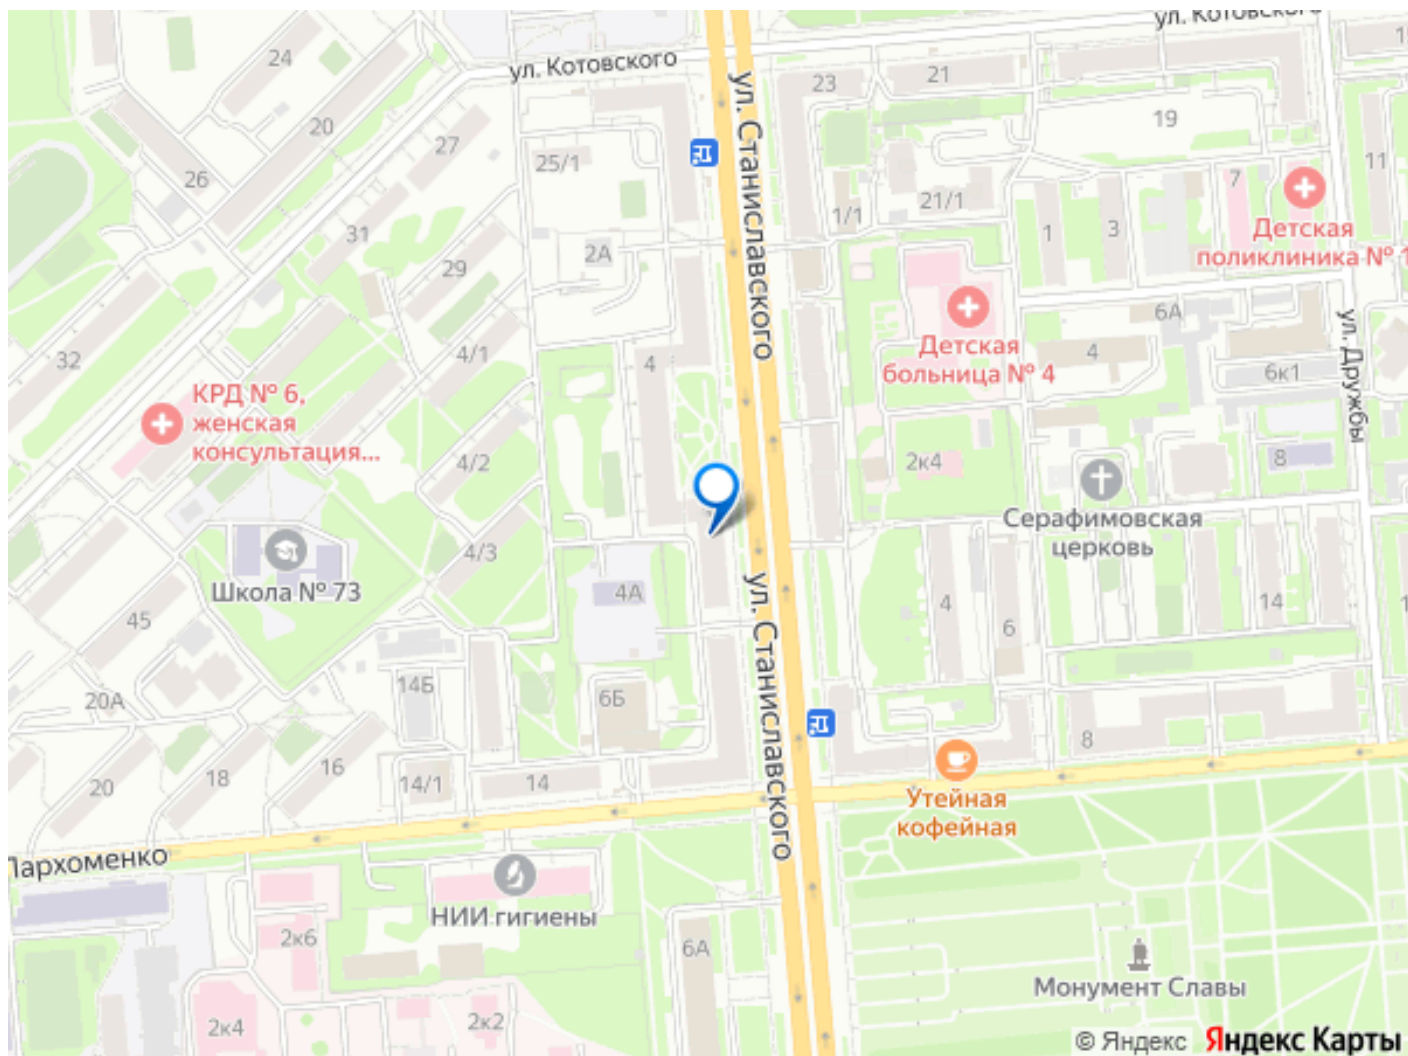 ул. Котовского
24
ул. Котовского
23
21
ул. Станиславского
20
19
27
25/1
26
11
7
21/1
1/1
1
3
31
Детская
поликлиника № 1
2А
29
6А
Детская
больница № 4
4
ул. Дружбы
4/1
4
32
6к1
КРД № 6,
женская
консультация...
4/2
2к4
8
Серафимовская
церковь
4/3
Школа № 73
4А
ул. Станиславского
4
14
45
6
14Б
20А
6Б
8
16
18
20
14/1
14
Утейная
кофейная
Пархоменко
НИИ гигиены
2к6
6А
Монумент Славы
2к4
2к2
© Яндекс Яндекс Карты